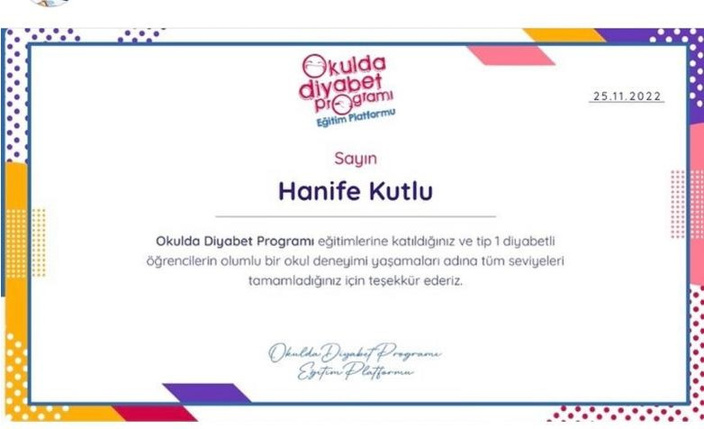 Okulda
diyabet
programı
Eğitim Platformu
25.11.2022
Sayın
Hanife Kutlu
Okulda Diyabet Programı eğitimlerine katıldığınız ve tip 1 diyabetli
öğrencilerin olumlu bir okul deneyimi yaşamaları adına tüm seviyeleri
tamamladığınız için teşekkür ederiz.
Okulda Diyabet Programı
Eğitim Platformu